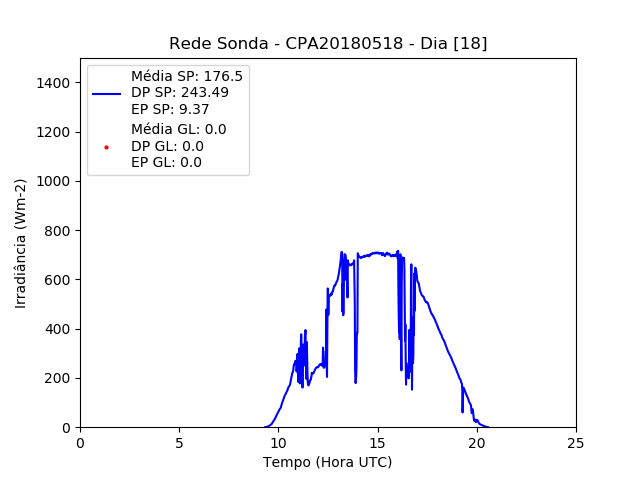 Rede Sonda - CPA20180518 - Dia [18]
Média SP: 176.5
DP SP: 243.49
EP SP: 9.37
Média GL: 0.0
DP GL: 0.0
EP GL: 0.0
Irradiância (Wm-2)
1400
1200
1000
800
600
400
200
0
0 5 10 15 20 25
Tempo (Hora UTC)